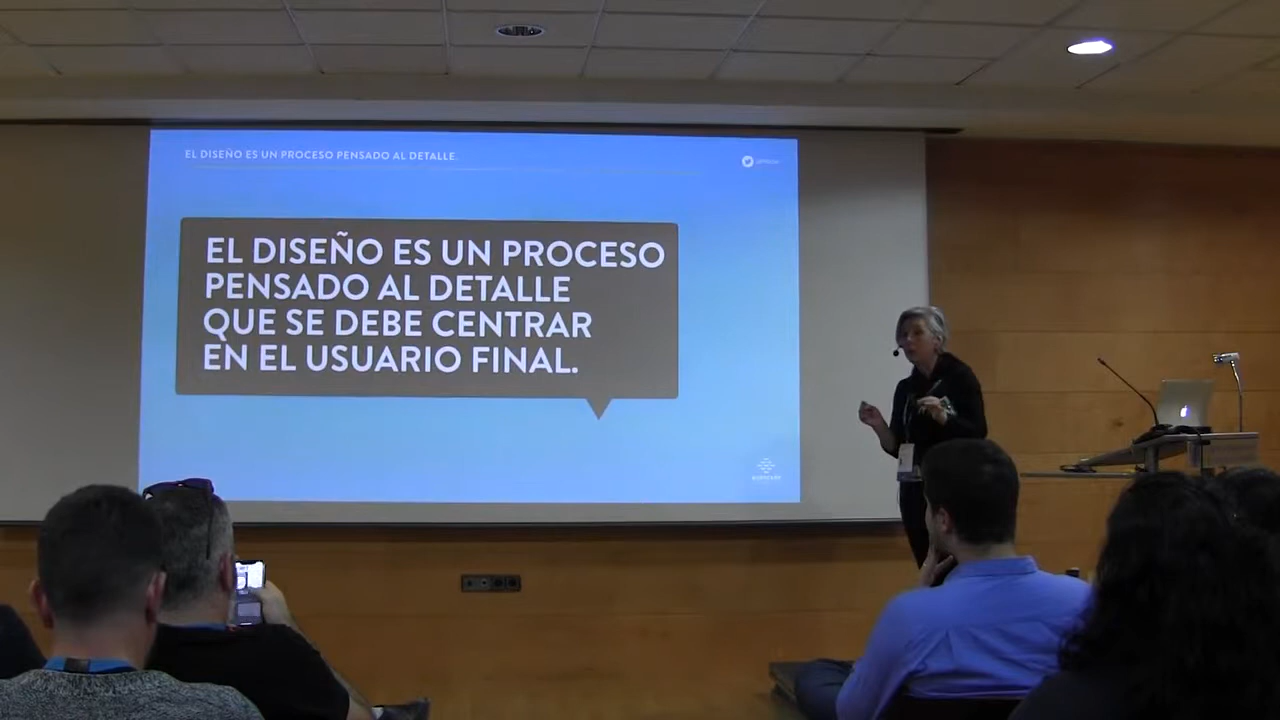 EL DISEÑO ES UN PROCESO PENSADO AL DETALLE.
EL DISEÑO ES UN PROCESO
PENSADO AL DETALLE
QUE SE DEBE CENTRAR
EN EL USUARIO FINAL.